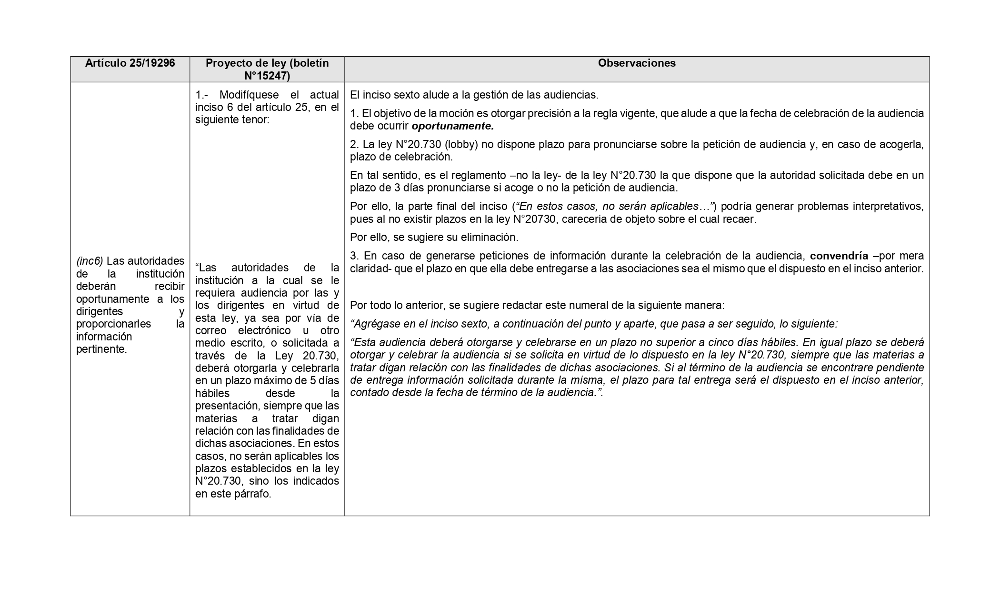 Artículo 25/19296
Proyecto de ley (boletín
N°15247)
Observaciones
(inc6) Las autoridades
de la institución
deberán recibir
oportunamente a los
dirigentes y
proporcionarles la
información
pertinente.
1.- Modifíquese el actual
inciso 6 del artículo 25, en el
siguiente tenor:
“Las autoridades de la
institución a la cual se le
requiera audiencia por las y
los dirigentes en virtud de
esta ley, ya sea por vía de
correo electrónico u otro
medio escrito, o solicitada a
través de la Ley 20.730,
deberá otorgarla y celebrarla
en un plazo máximo de 5 días
hábiles desde la
presentación, siempre que las
materias a tratar digan
relación con las finalidades de
dichas asociaciones. En estos
casos, no serán aplicables los
plazos establecidos en la ley
N°20.730, sino los indicados
en este párrafo.
El inciso sexto alude a la gestión de las audiencias.
1. El objetivo de la moción es otorgar precisión a la regla vigente, que alude a que la fecha de celebración de la audiencia
debe ocurrir oportunamente.
2. La ley N°20.730 (lobby) no dispone plazo para pronunciarse sobre la petición de audiencia y, en caso de acogerla,
plazo de celebración.
En tal sentido, es el reglamento –no la ley- de la ley N°20.730 la que dispone que la autoridad solicitada debe en un
plazo de 3 días pronunciarse si acoge o no la petición de audiencia.
Por ello, la parte final del inciso (“En estos casos, no serán aplicables…”) podría generar problemas interpretativos,
pues al no existir plazos en la ley N°20730, careceria de objeto sobre el cual recaer.
Por ello, se sugiere su eliminación.
3. En caso de generarse peticiones de información durante la celebración de la audiencia, convendría –por mera
claridad- que el plazo en que ella debe entregarse a las asociaciones sea el mismo que el dispuesto en el inciso anterior.
Por todo lo anterior, se sugiere redactar este numeral de la siguiente manera:
“Agrégase en el inciso sexto, a continuación del punto y aparte, que pasa a ser seguido, lo siguiente:
“Esta audiencia deberá otorgarse y celebrarse en un plazo no superior a cinco días hábiles. En igual plazo se deberá
otorgar y celebrar la audiencia si se solicita en virtud de lo dispuesto en la ley N°20.730, siempre que las materias a
tratar digan relación con las finalidades de dichas asociaciones. Si al término de la audiencia se encontrare pendiente
de entrega información solicitada durante la misma, el plazo para tal entrega será el dispuesto en el inciso anterior,
contado desde la fecha de término de la audiencia.”.